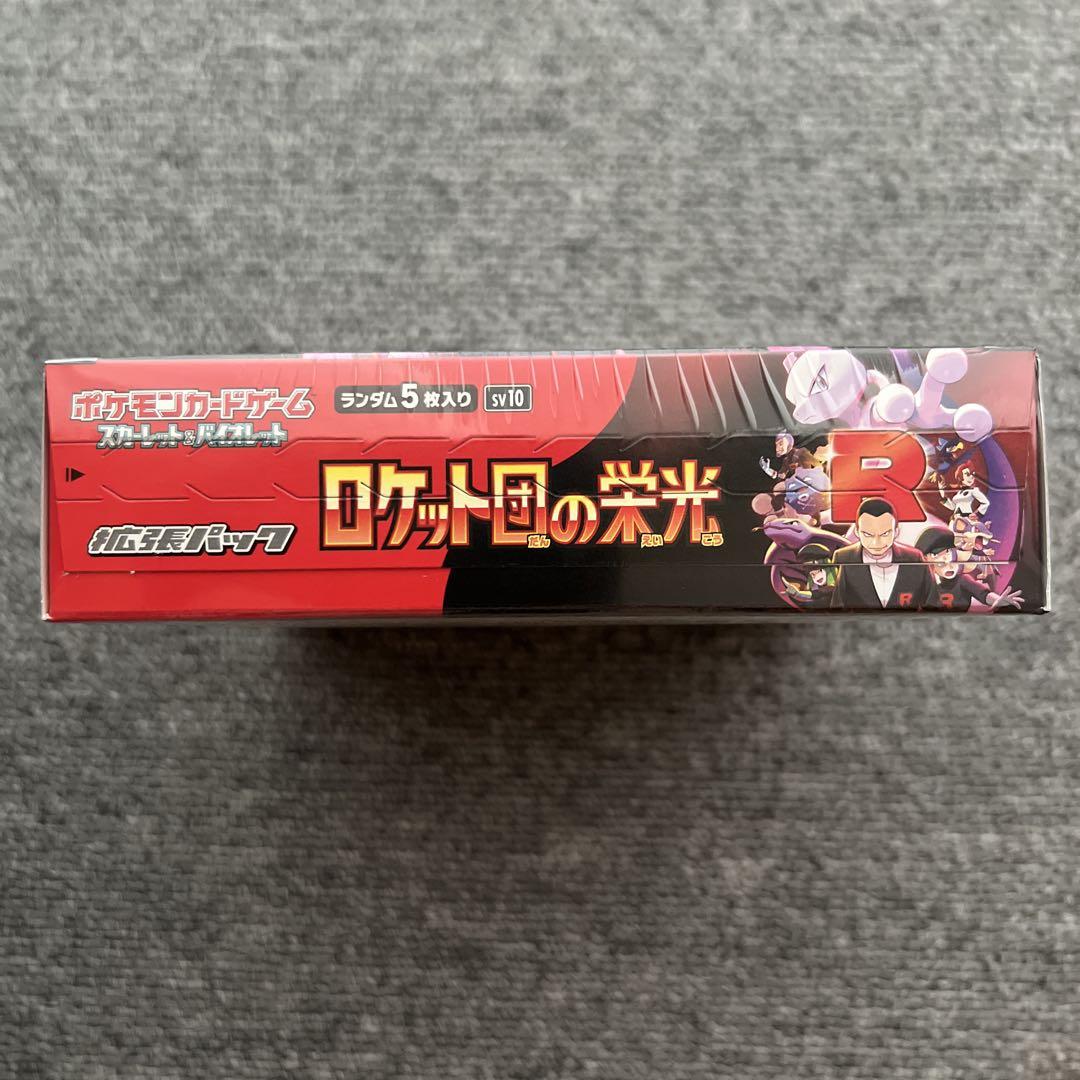 ポケモンカードゲーム
スカーレット&バイオレット
ランダム5枚入り
SV10
拡張パック
ロケット団の栄光
だん えい こう
R
R
R